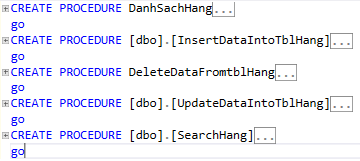 CREATE PROCEDURE DanhSachHang...
go
CREATE PROCEDURE [dbo].[InsertDataIntoTblHang]...
go
CREATE PROCEDURE DeleteDataFromtblHang...
go
CREATE PROCEDURE [dbo].[UpdateDataIntoTblHang]...
go
CREATE PROCEDURE [dbo].[SearchHang]...
go